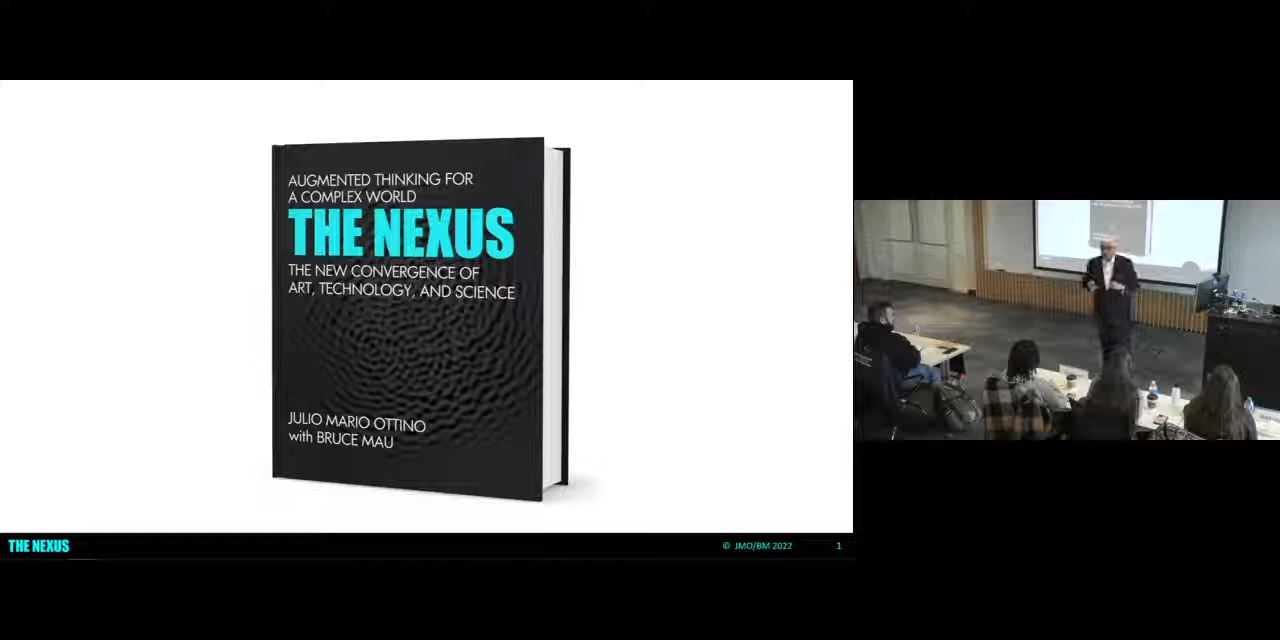 AUGMENTED THINKING FOR
A COMPLEX WORLD
THE NEXUS
THE NEW CONVERGENCE OF
ART, TECHNOLOGY, AND SCIENCE
JULIO MARIO OTTINO
with BRUCE MAU
THE NEXUS
© JMO/BM 2022
1